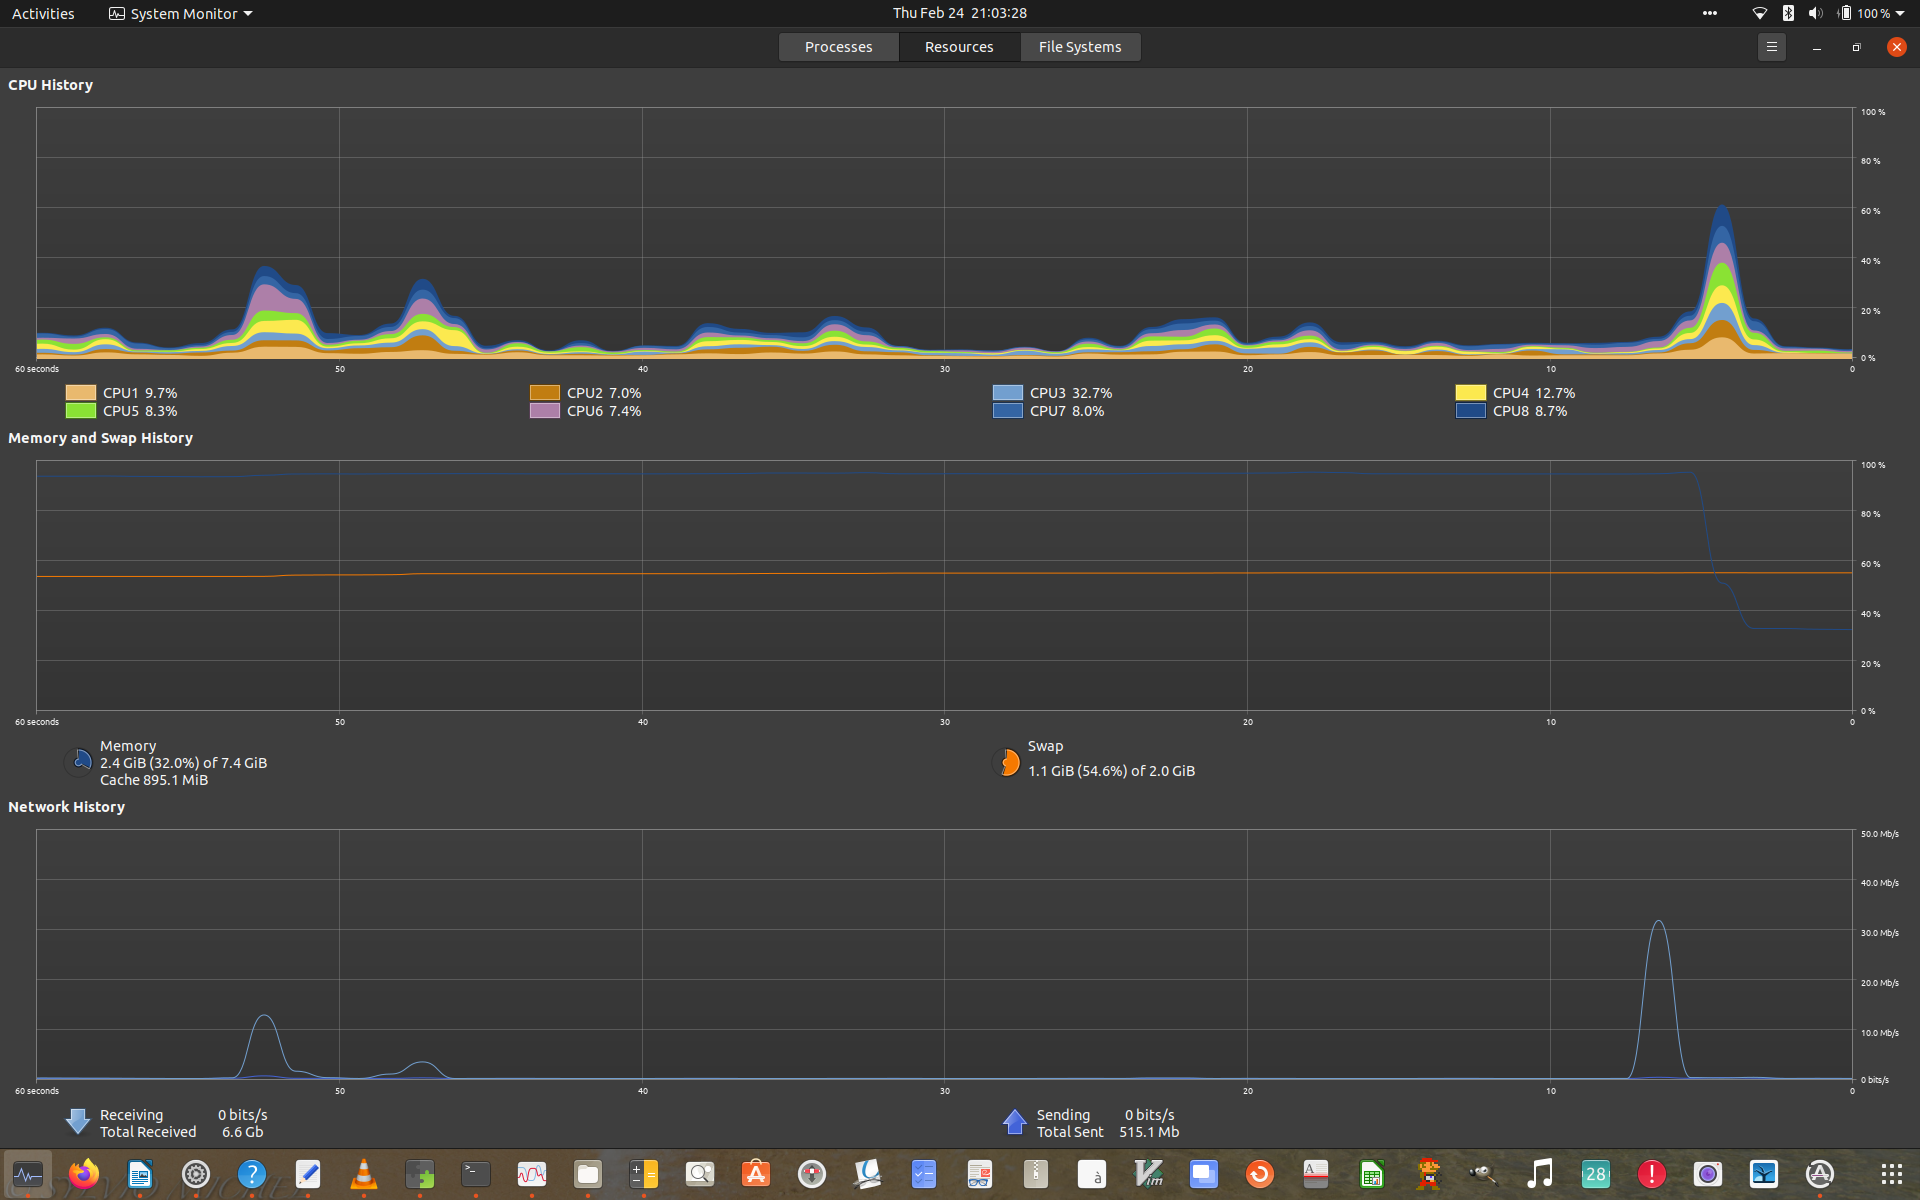 Activities System Monitor Thu Feb 24 21:03:28 100 %
Processes Resources File Systems
CPU History
100 %
80 %
60 %
40 %
20 %
0 %
60 seconds 50 40 30 20 10 0
CPU1 9.7% CPU2 7.0% CPU3 32.7% CPU4 12.7%
CPU5 8.3% CPU6 7.4% CPU7 8.0% CPU8 8.7%
Memory and Swap History
100 %
80 %
60 %
40 %
20 %
0 %
60 seconds 50 40 30 20 10 0
Memory
2.4 GiB (32.0%) of 7.4 GiB
Cache 895.1 MiB
Swap
1.1 GiB (54.6%) of 2.0 GiB
Network History
50.0 Mb/s
40.0 Mb/s
30.0 Mb/s
20.0 Mb/s
10.0 Mb/s
0 bits/s
60 seconds 50 40 30 20 10 0
Receiving 0 bits/s Sending 0 bits/s
Total Received 6.6 Gb Total Sent 515.1 Mb
? >_ A à Vim A 28 !